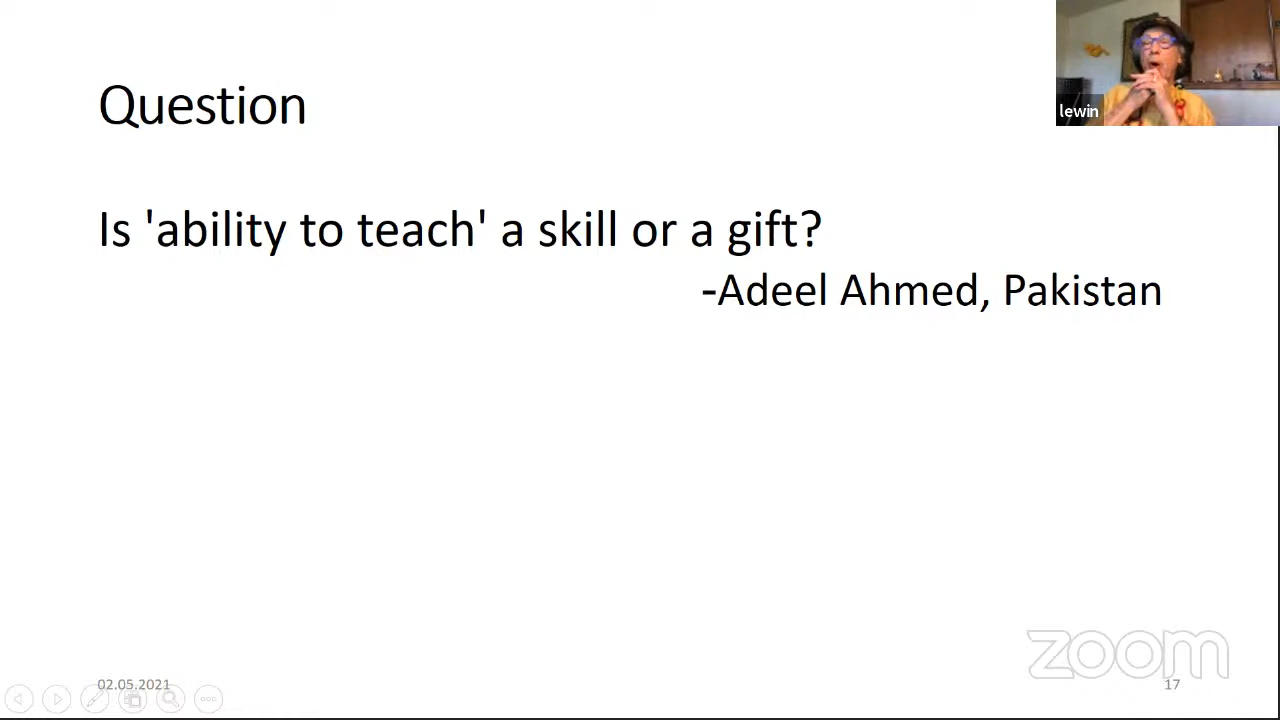 lewin
Question
Is 'ability to teach' a skill or a gift?
-Adeel Ahmed, Pakistan
zoom
02.05.2021
17